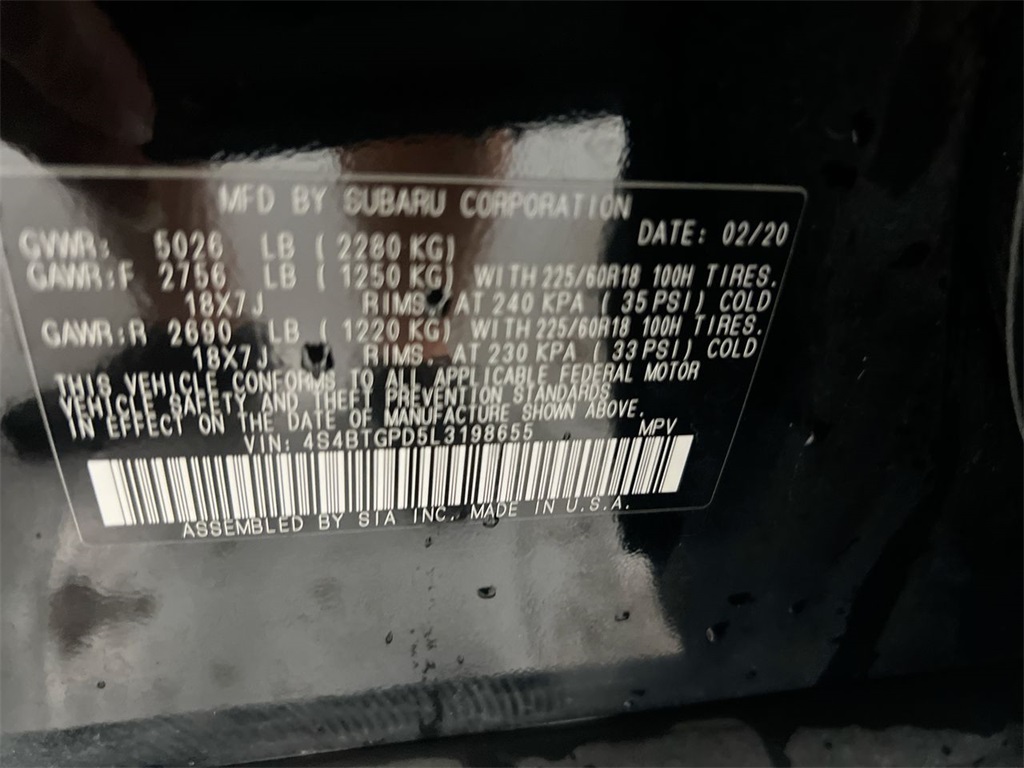 MFD BY SUBARU CORPORATION
DATE: 02/20
GVWR: 5026 LB ( 2280 KG)
GAWR:F 2756 LB ( 1250 KG) WITH 225/60R18 100H TIRES.
18X7J RIMS. AT 240 KPA ( 35 PSI) COLD
GAWR:R 2690 LB ( 1220 KG) WITH 225/60R18 100H TIRES.
18X7J RIMS. AT 230 KPA ( 33 PSI) COLD
THIS VEHICLE CONFORMS TO ALL APPLICABLE FEDERAL MOTOR
VEHICLE SAFETY AND THEFT PREVENTION STANDARDS
IN EFFECT ON THE DATE OF MANUFACTURE SHOWN ABOVE.
VIN: 4S4BTGPD5L3198655 MPV
ASSEMBLED BY SIA INC. MADE IN U.S.A.